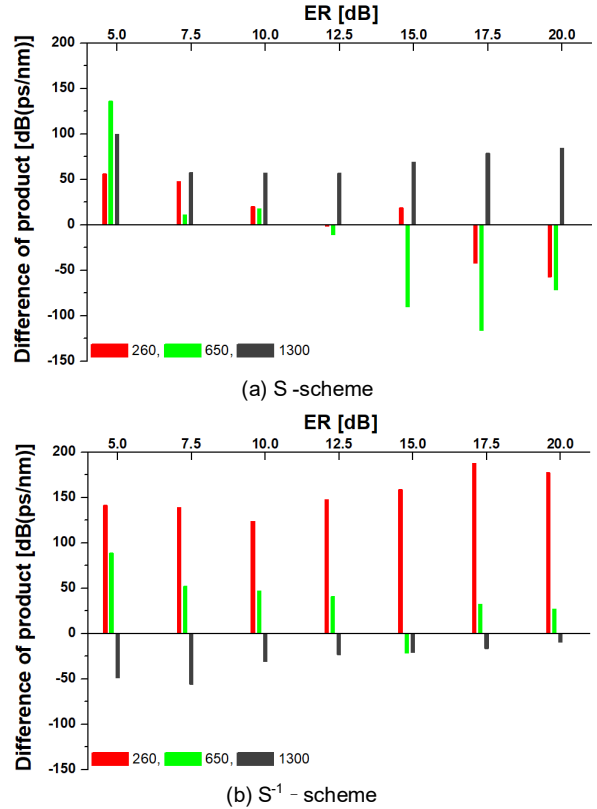 ER [dB]
5.0 7.5 10.0 12.5 15.0 17.5 20.0
Difference of product [dB(ps/nm)]
200
150
100
50
0
-50
-100
-150
260, 650, 1300
(a) S -scheme
ER [dB]
5.0 7.5 10.0 12.5 15.0 17.5 20.0
Difference of product [dB(ps/nm)]
200
150
100
50
0
-50
-100
-150
260, 650, 1300
(b) S⁻¹ - scheme